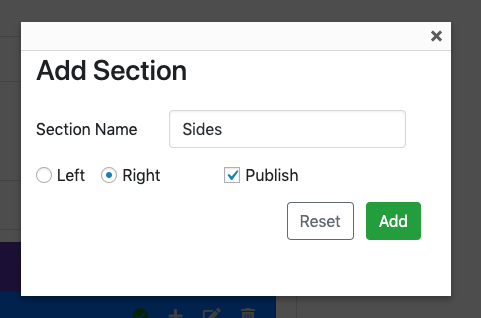 Add Section
Section Name Sides
Left Right Publish
Reset Add